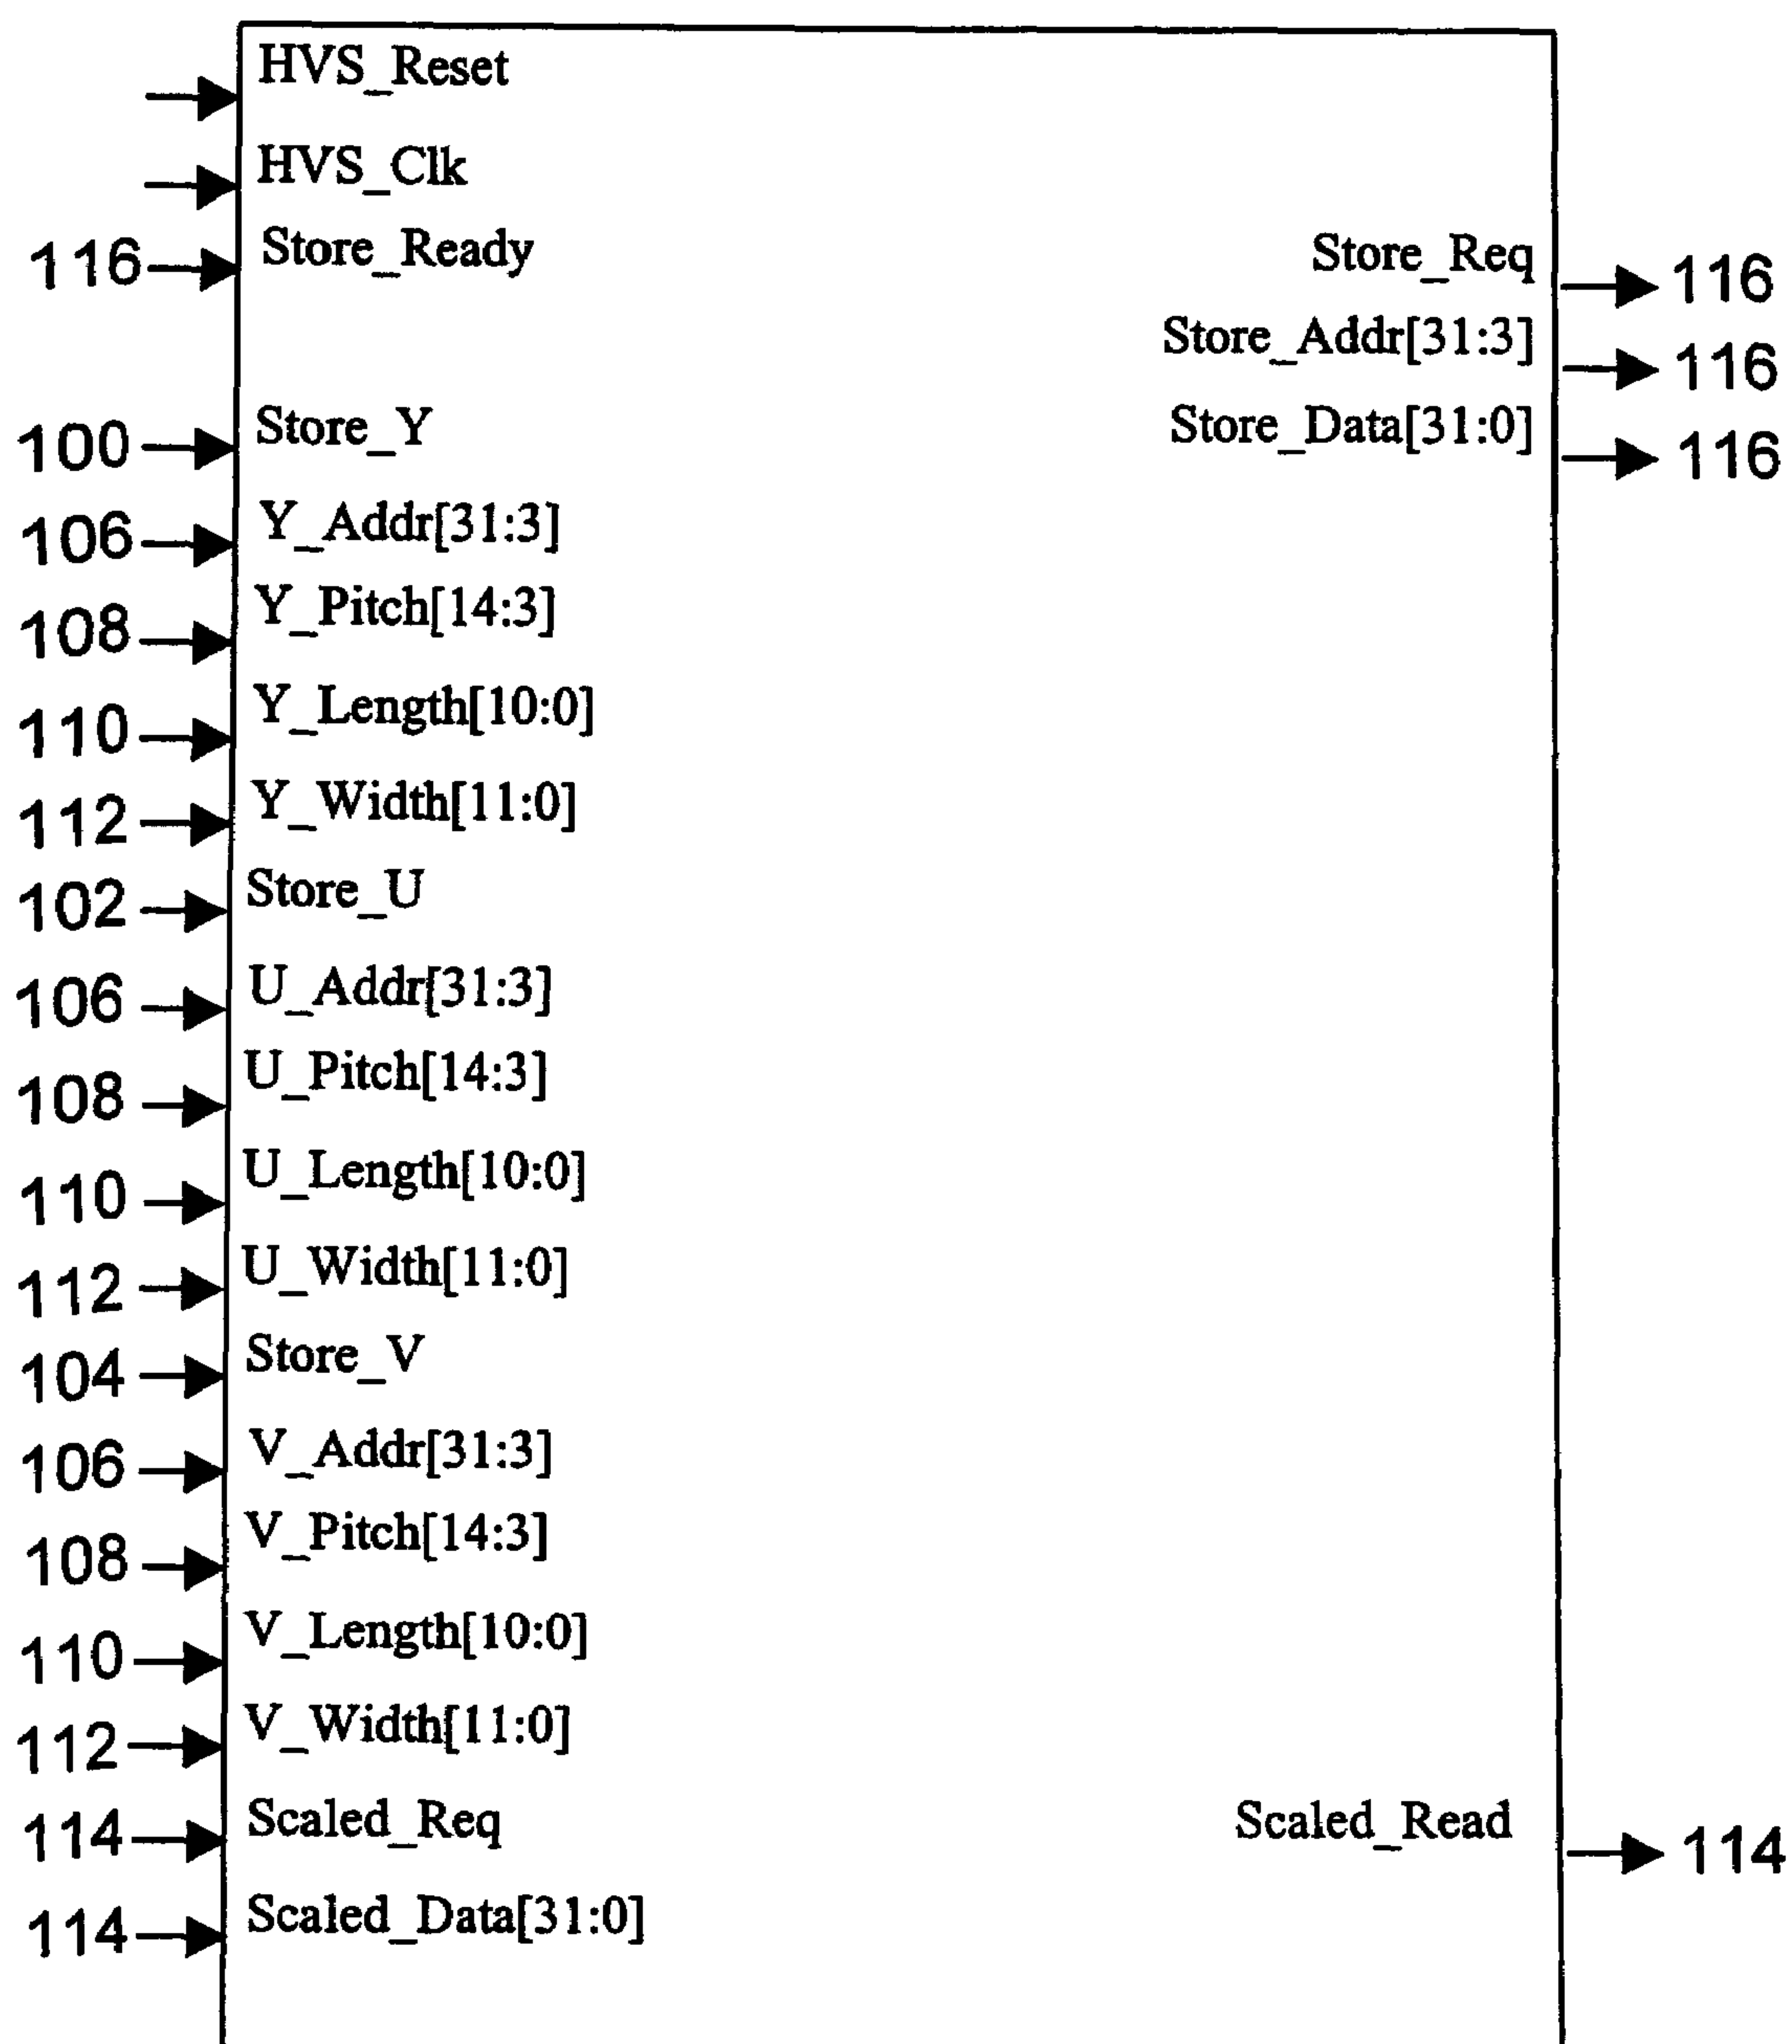 HVS_Reset
HVS_Clk
116 Store_Ready Store_Req 116
Store_Addr[31:3] 116
100 Store_Y Store_Data[31:0] 116
106 Y_Addr[31:3]
108 Y_Pitch[14:3]
110 Y_Length[10:0]
112 Y_Width[11:0]
102 Store_U
106 U_Addr[31:3]
108 U_Pitch[14:3]
110 U_Length[10:0]
112 U_Width[11:0]
104 Store_V
106 V_Addr[31:3]
108 V_Pitch[14:3]
110 V_Length[10:0]
112 V_Width[11:0]
114 Scaled_Req Scaled_Read 114
114 Scaled_Data[31:0]